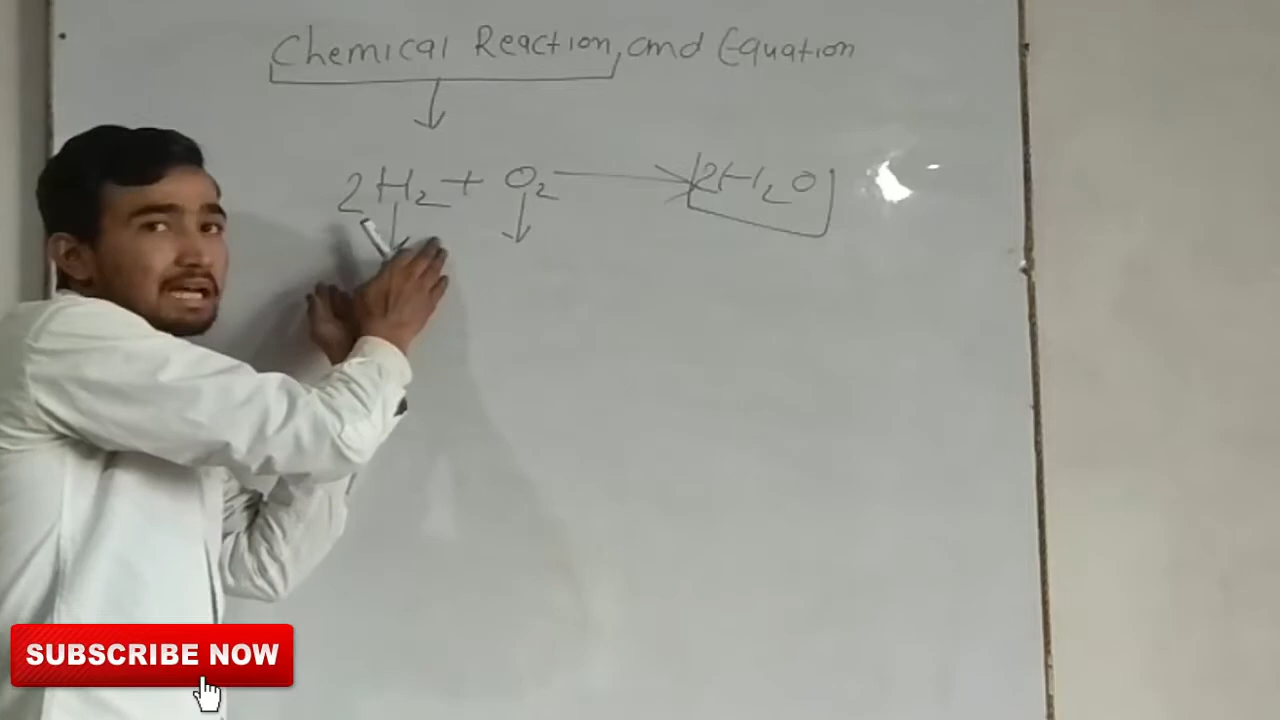 Chemical Reaction, and Equation
2H₂ + O₂ → 2H₂O
SUBSCRIBE NOW